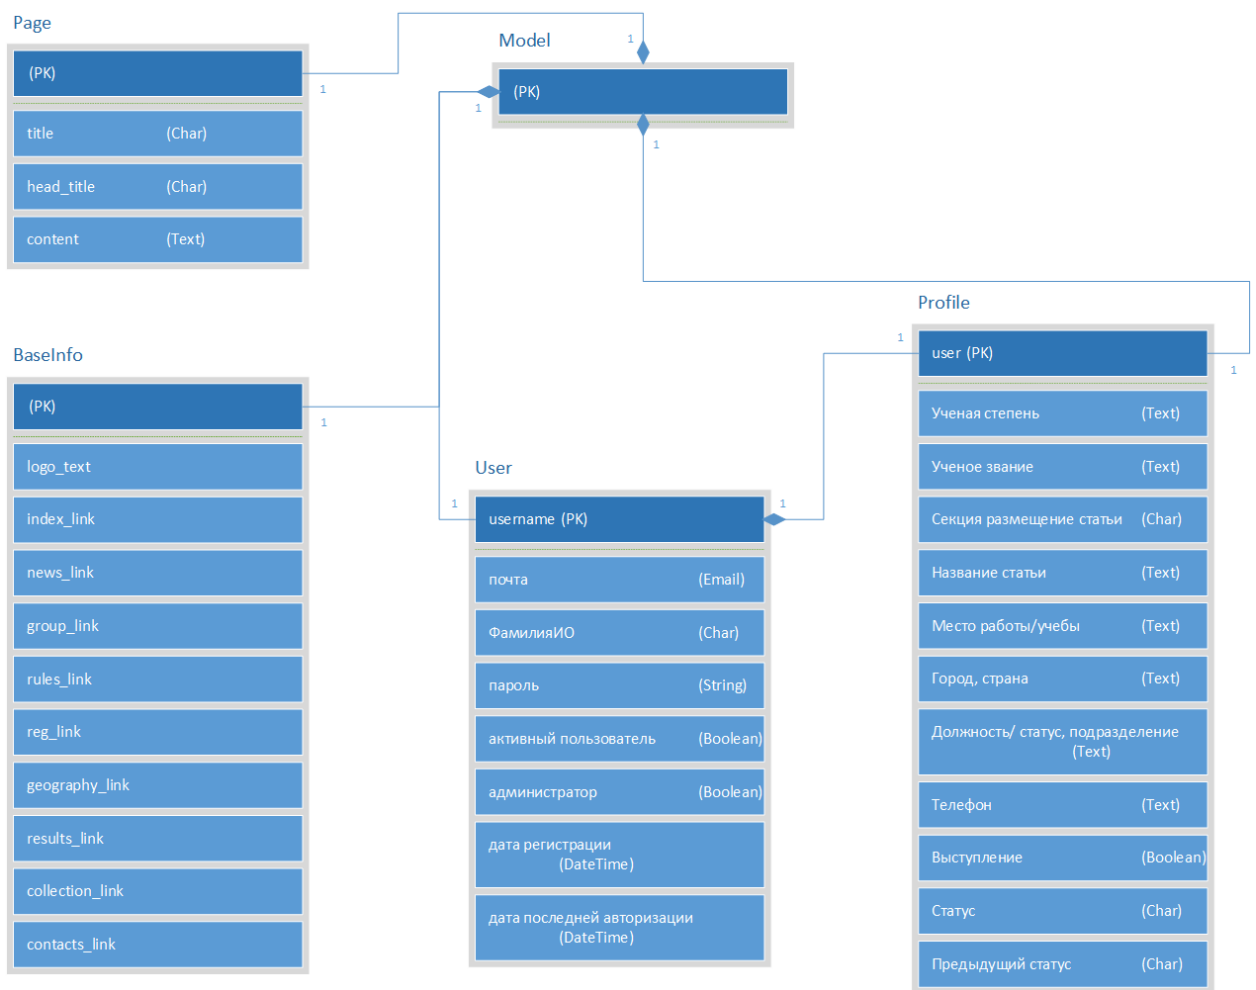 Page
(PK)
1
title (Char)
head_title (Char)
content (Text)
Model
1
(PK)
1
1
BaseInfo
(PK)
1
logo_text
index_link
news_link
group_link
rules_link
reg_link
geography_link
results_link
collection_link
contacts_link
User
1
1
username (PK)
почта (Email)
ФамилияИО (Char)
пароль (String)
активный пользователь (Boolean)
администратор (Boolean)
дата регистрации
(DateTime)
дата последней авторизации
(DateTime)
Profile
1
user (PK)
1
Ученая степень (Text)
Ученое звание (Text)
Секция размещение статьи (Char)
Название статьи (Text)
Место работы/учебы (Text)
Город, страна (Text)
Должность/ статус, подразделение
(Text)
Телефон (Text)
Выступление (Boolean)
Статус (Char)
Предыдущий статус (Char)